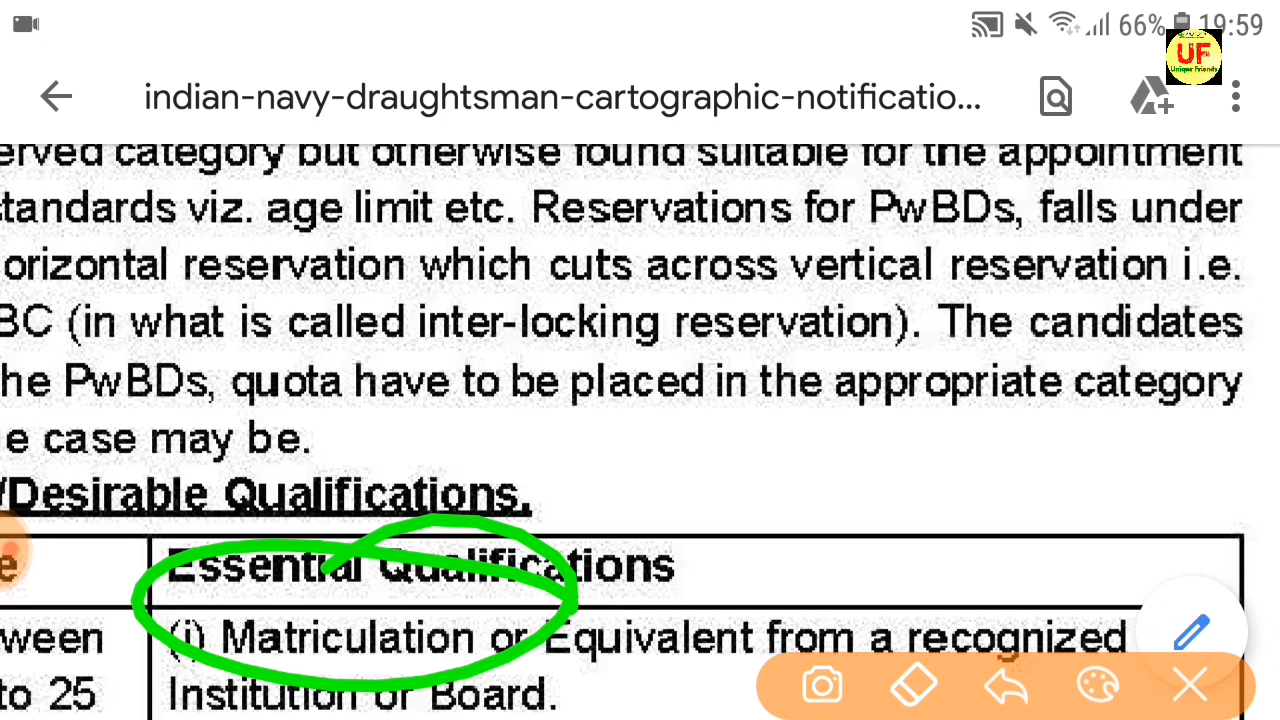 66% 19:59
UF
Unique Friends
indian-navy-draughtsman-cartographic-notificatio...
erved category but otherwise found suitable for the appointment
tandards viz. age limit etc. Reservations for PwBDs, falls under
orizontal reservation which cuts across vertical reservation i.e.
BC (in what is called inter-locking reservation). The candidates
he PwBDs, quota have to be placed in the appropriate category
e case may be.
/Desirable Qualifications.
e Essential Qualifications
ween (i) Matriculation or Equivalent from a recognized
to 25 Institution or Board.